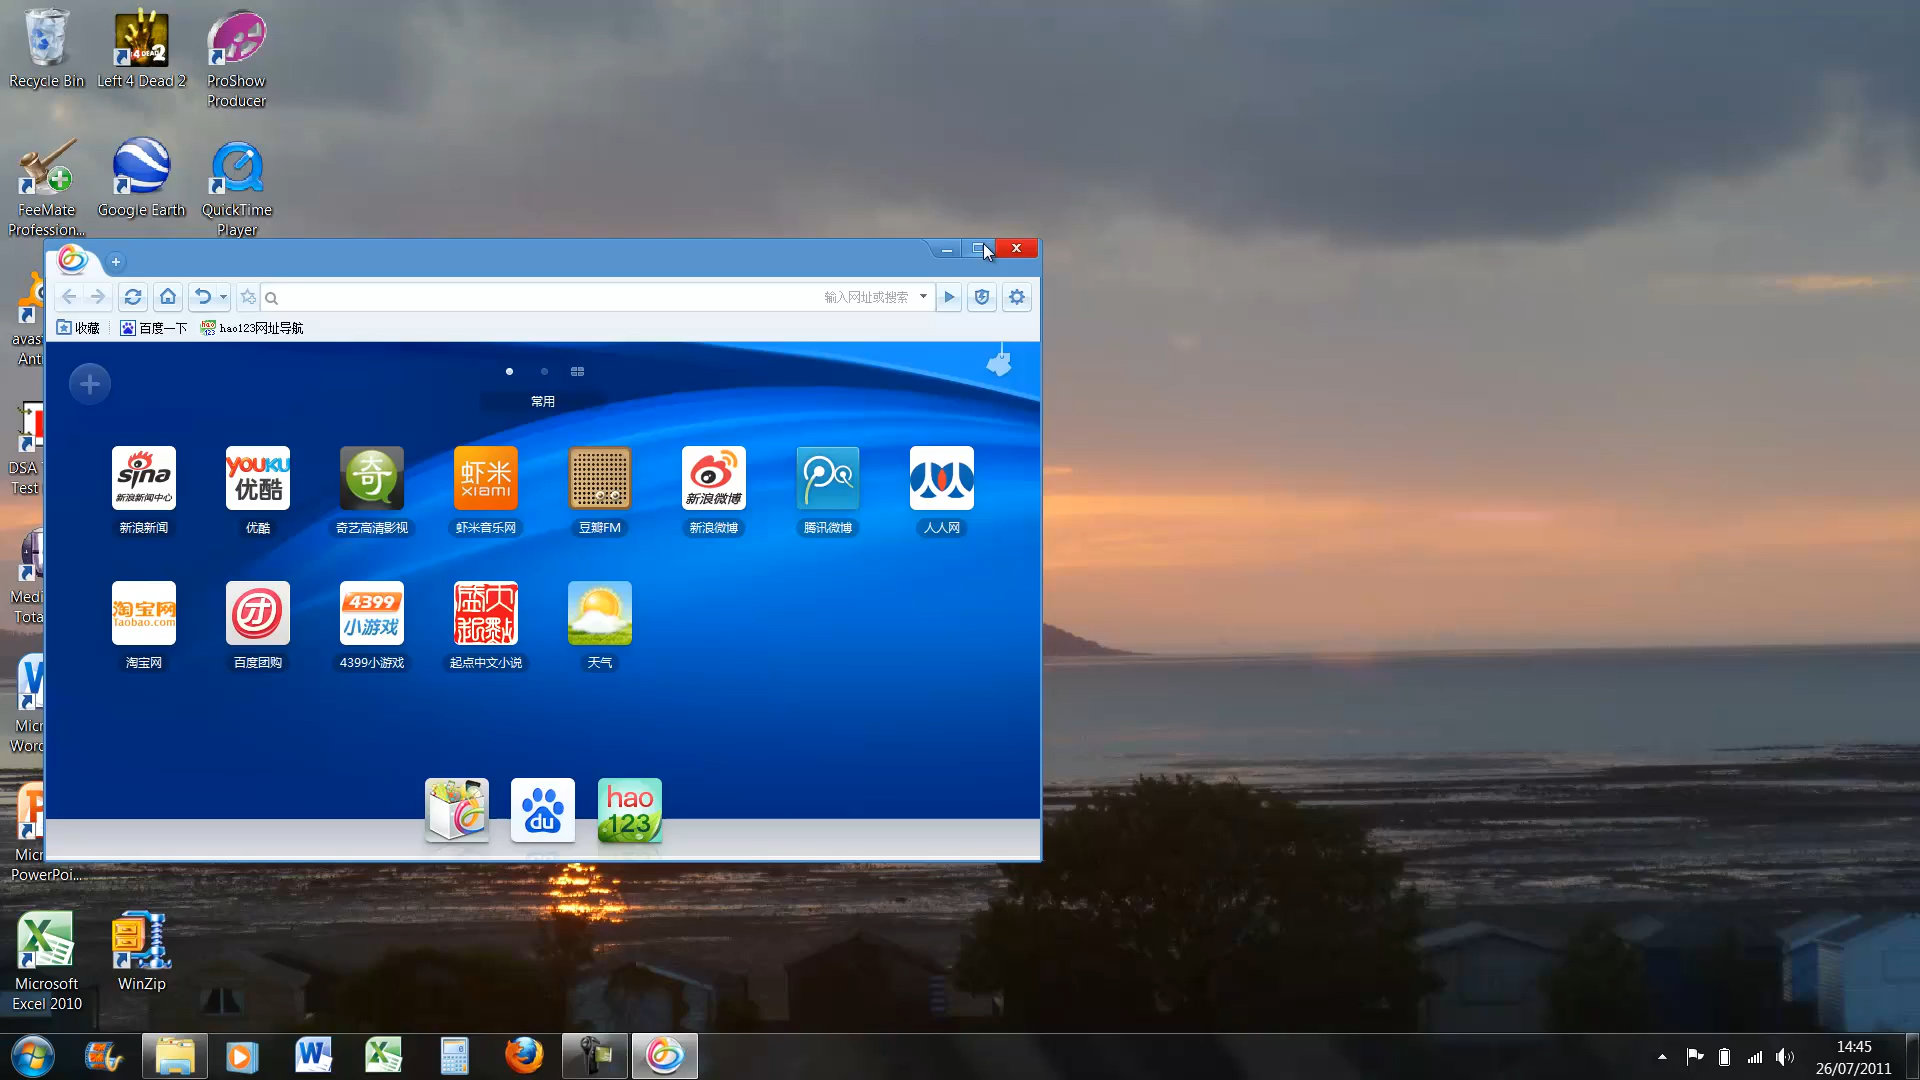 Recycle Bin
Left 4 Dead 2
ProShow
Producer
FeeMate
Profession...
Google Earth
QuickTime
Player
输入网址或搜索
收藏
百度一下
hao123网址导航
avas
Ant
常用
DSA
Test
sina
新浪新闻中心
YOUKU
优酷
奇
虾米
xiami
新浪微博
新浪新闻
优酷
奇艺高清影视
虾米音乐网
豆瓣FM
新浪微博
腾讯微博
人人网
Medi
Tota
淘宝网
Taobao.com
团
4399
小游戏
淘宝网
百度团购
4399小游戏
起点中文小说
天气
Micr
Word
du
hao
123
Micr
PowerPoi...
Microsoft
Excel 2010
WinZip
14:45
26/07/2011